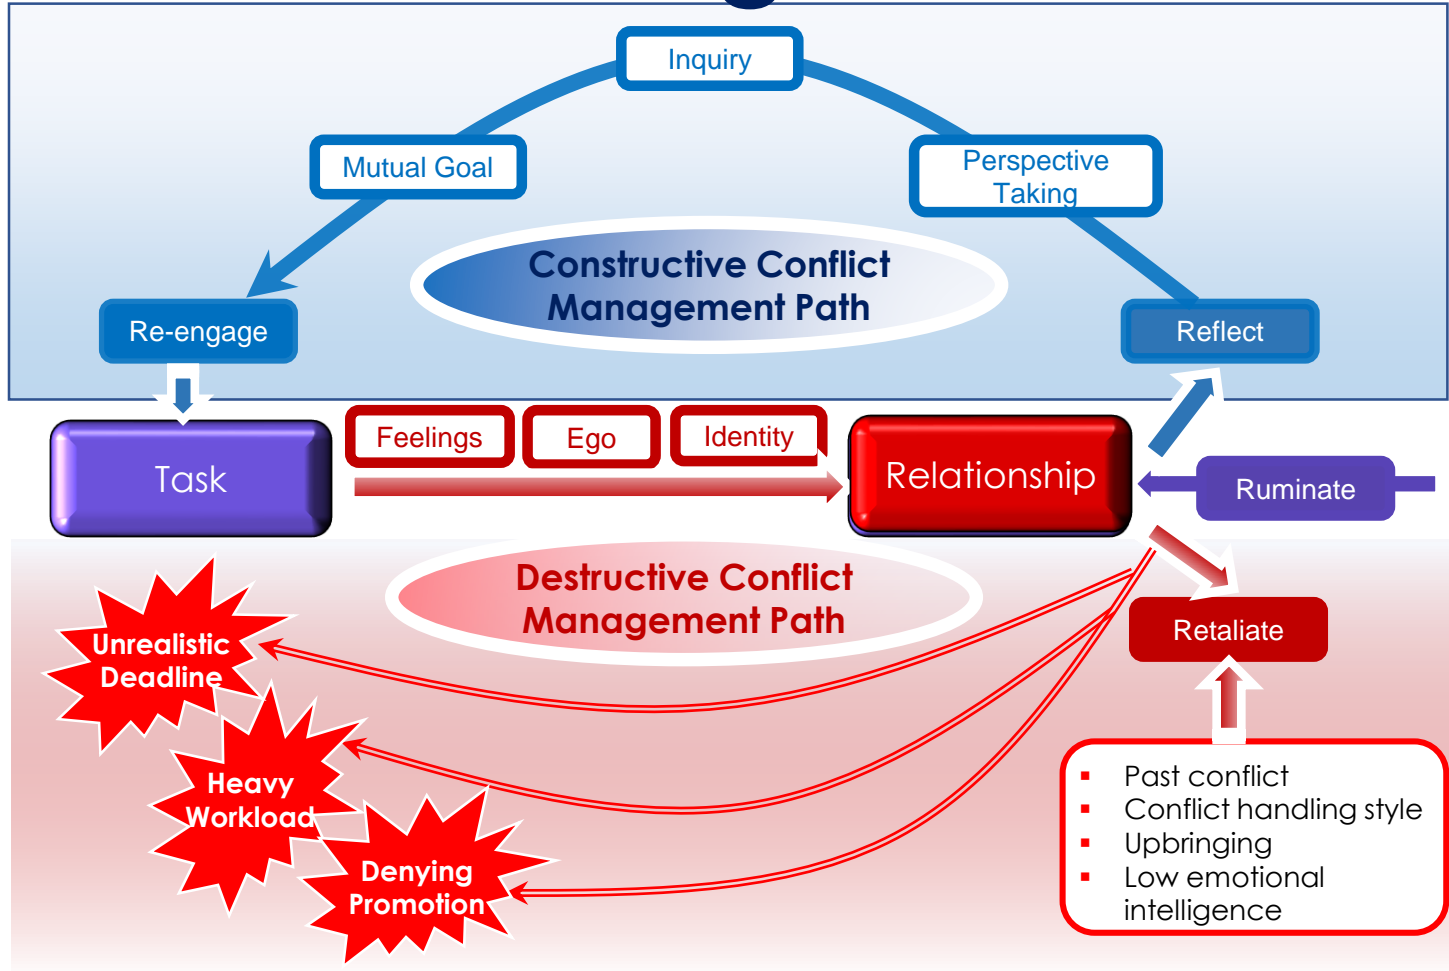 Inquiry
Mutual Goal
Perspective
Taking
Constructive Conflict
Management Path
Re-engage
Reflect
Feelings
Ego
Identity
Task
Relationship
Ruminate
Destructive Conflict
Management Path
Unrealistic
Deadline
Retaliate
Heavy
Workload
Denying
Promotion
▪ Past conflict
▪ Conflict handling style
▪ Upbringing
▪ Low emotional
intelligence